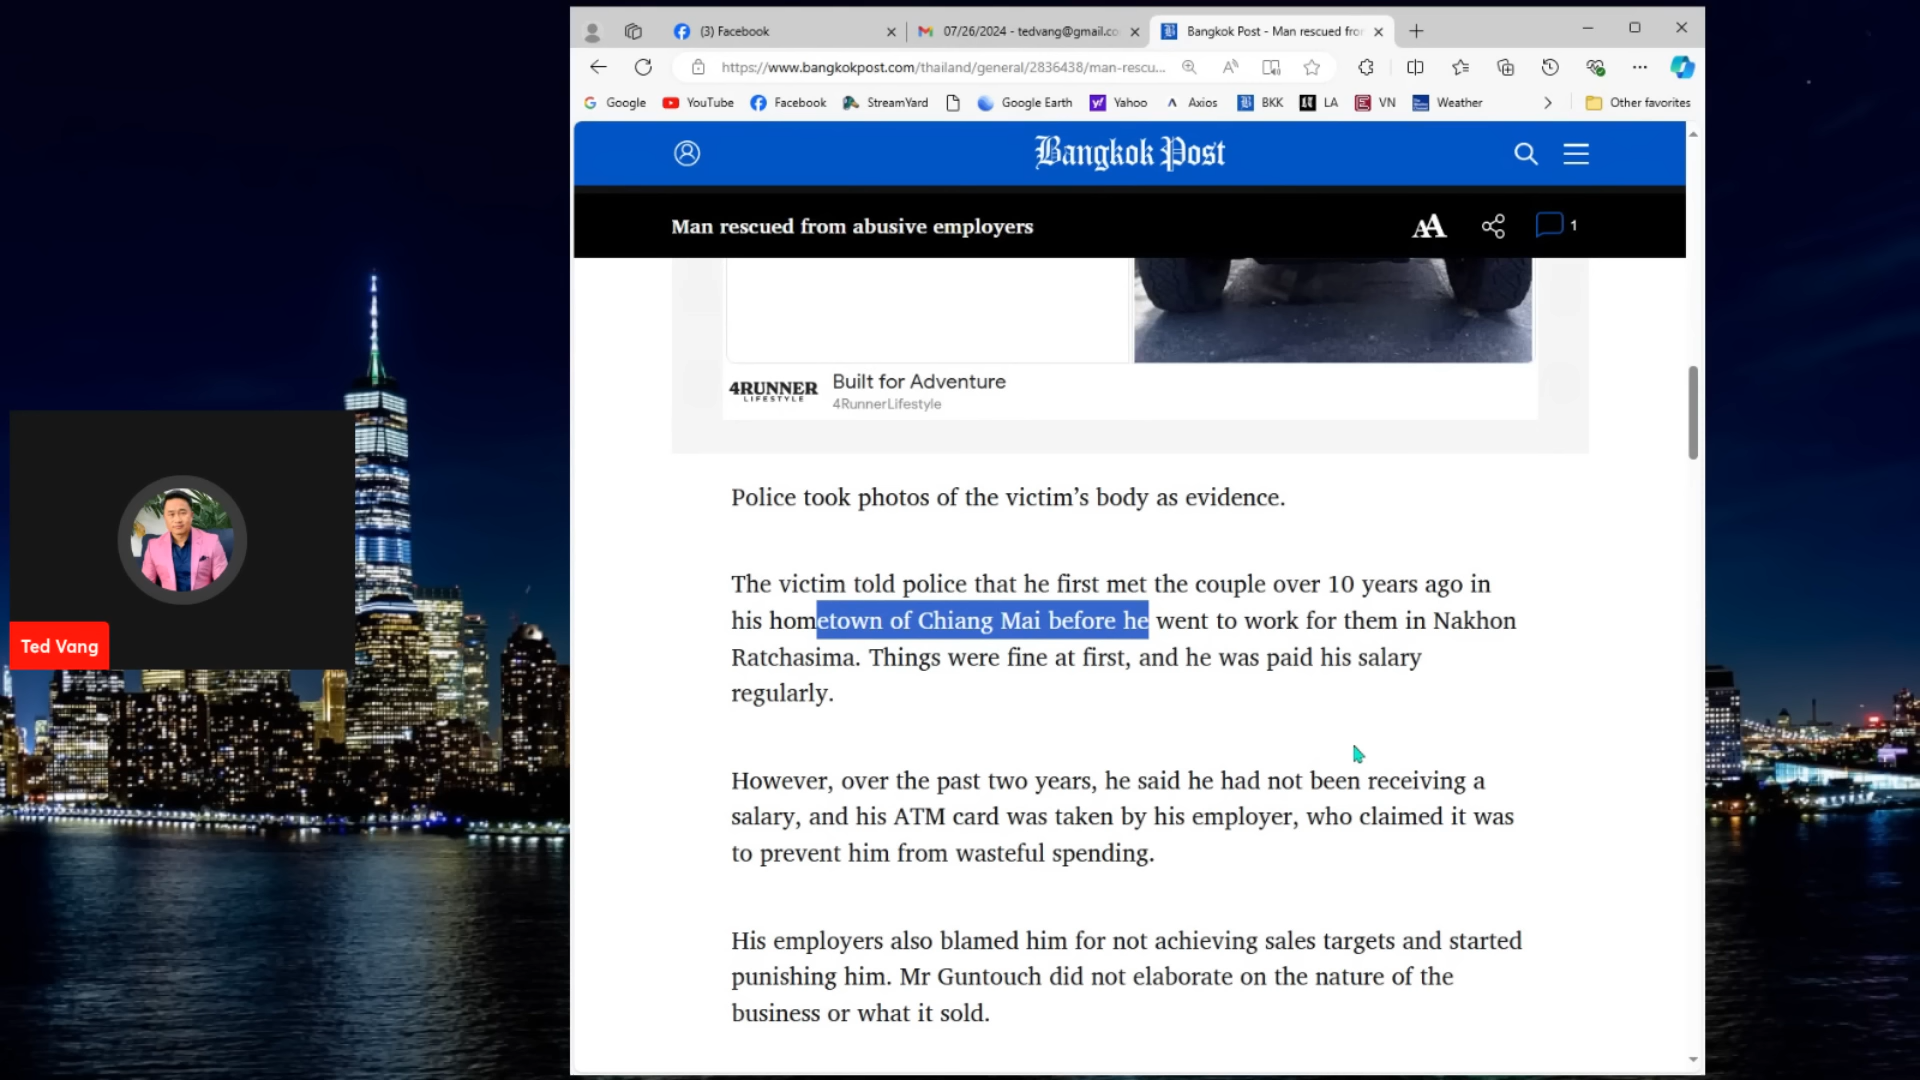 (3) Facebook
07/26/2024 - tedvang@gmail.co
Bangkok Post - Man rescued fror
https://www.bangkokpost.com/thailand/general/2836438/man-rescu...
Google
YouTube
Facebook
StreamYard
Google Earth
Yahoo
Axios
BKK
LA
VN
Weather
Other favorites
Bangkok Post
Man rescued from abusive employers
AA
1
4RUNNER
LIFESTYLE
Built for Adventure
4RunnerLifestyle
Police took photos of the victim’s body as evidence.
The victim told police that he first met the couple over 10 years ago in
his hometown of Chiang Mai before he went to work for them in Nakhon
Ratchasima. Things were fine at first, and he was paid his salary
regularly.
However, over the past two years, he said he had not been receiving a
salary, and his ATM card was taken by his employer, who claimed it was
to prevent him from wasteful spending.
His employers also blamed him for not achieving sales targets and started
punishing him. Mr Guntouch did not elaborate on the nature of the
business or what it sold.
Ted Vang